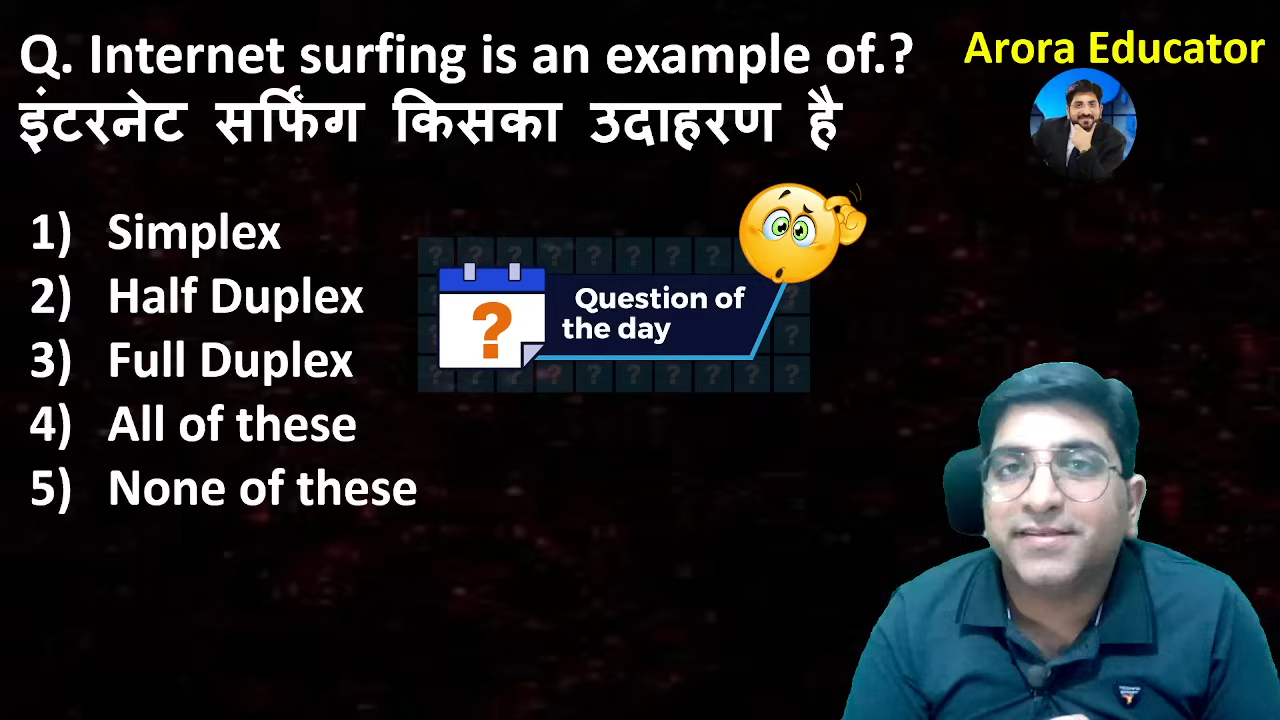 Q. Internet surfing is an example of.?
इंटरनेट सर्फिंग किसका उदाहरण है
Arora Educator
1) Simplex
2) Half Duplex
3) Full Duplex
4) All of these
5) None of these
?
Question of
the day